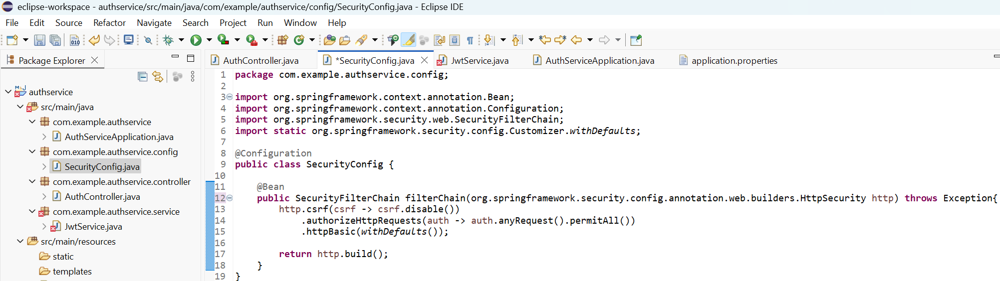 eclipse-workspace - authservice/src/main/java/com/example/authservice/config/SecurityConfig.java - Eclipse IDE
File Edit Source Refactor Navigate Search Project Run Window Help
010
Package Explorer
AuthController.java *SecurityConfig.java JwtService.java AuthServiceApplication.java application.properties
authservice
src/main/java
com.example.authservice
AuthServiceApplication.java
com.example.authservice.config
SecurityConfig.java
com.example.authservice.controller
AuthController.java
com.example.authservice.service
JwtService.java
src/main/resources
static
templates
1 package com.example.authservice.config;
2
3 import org.springframework.context.annotation.Bean;
4 import org.springframework.context.annotation.Configuration;
5 import org.springframework.security.web.SecurityFilterChain;
6 import static org.springframework.security.config.Customizer.withDefaults;
7
8 @Configuration
9 public class SecurityConfig {
10
11     @Bean
12     public SecurityFilterChain filterChain(org.springframework.security.config.annotation.web.builders.HttpSecurity http) throws Exception{
13         http.csrf(csrf -> csrf.disable())
14             .authorizeHttpRequests(auth -> auth.anyRequest().permitAll())
15             .httpBasic(withDefaults());
16
17         return http.build();
18     }
19 }